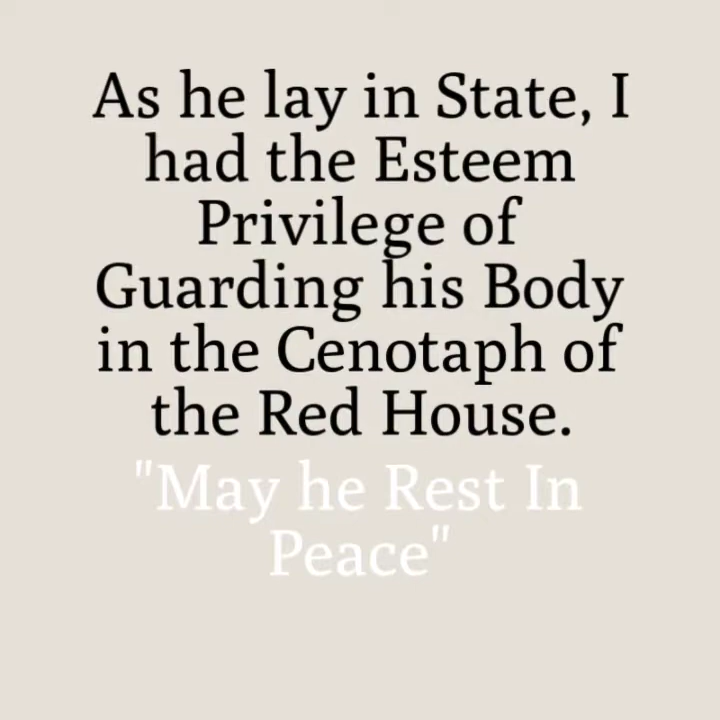 As he lay in State, I
had the Esteem
Privilege of
Guarding his Body
in the Cenotaph of
the Red House.
"May he Rest In
Peace"